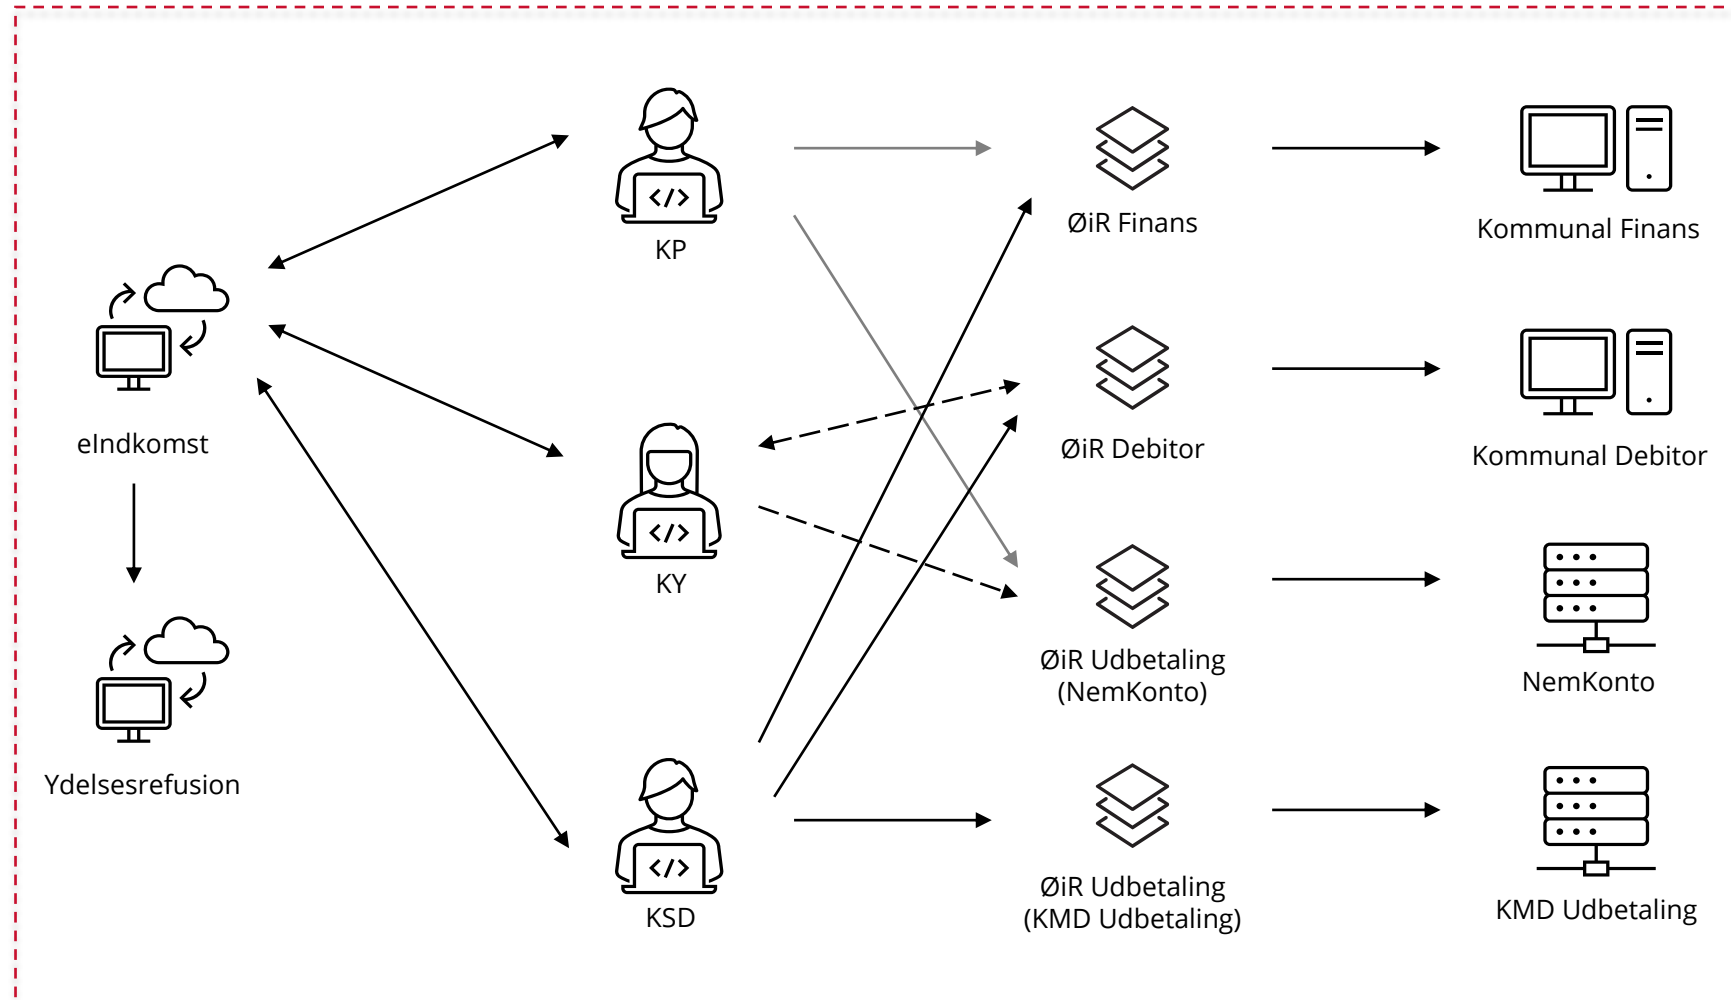 KP
ØiR Finans
Kommunal Finans
eIndkomst
ØiR Debitor
Kommunal Debitor
KY
ØiR Udbetaling
(NemKonto)
NemKonto
Ydelsesrefusion
KSD
ØiR Udbetaling
(KMD Udbetaling)
KMD Udbetaling